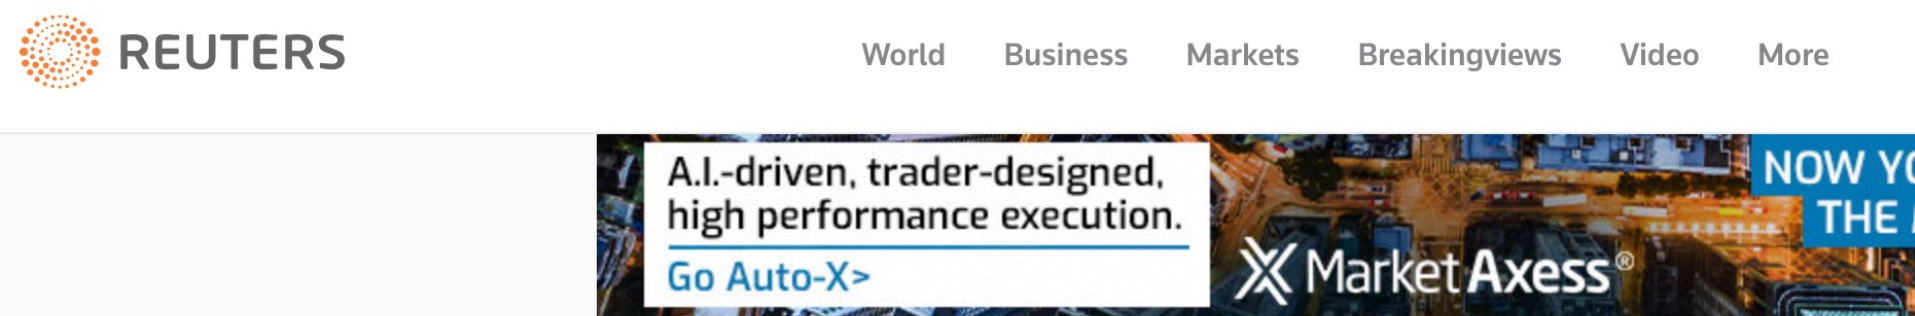 REUTERS World Business Markets Breakingviews Video More
A.I.-driven, trader-designed,
high performance execution.
Go Auto-X>
MarketAxess®
NOW
THE